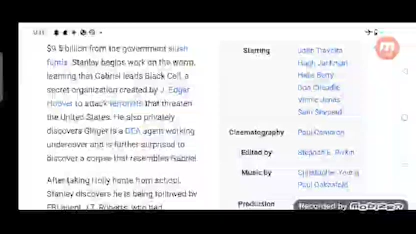 $9.5 billion from the government slush
funds. Stanley begins work on the worm,
learning that Gabriel leads Black Cell, a
secret organization created by J. Edgar
Hoover to attack terrorists that threaten
the United States. He also privately
discovers Ginger is a DEA agent working
undercover and is further surprised to
discover a corpse that resembles Gabriel.
After taking Holly home from school,
Stanley discovers he is being followed by
FBI agent J.T. Roberts, who had
Starring
John Travolta
Hugh Jackman
Halle Berry
Don Cheadle
Vinnie Jones
Sam Shepard
Cinematography
Paul Cameron
Edited by
Stephen E. Rivkin
Music by
Christopher Young
Paul Oakenfold
Production
Recorded by